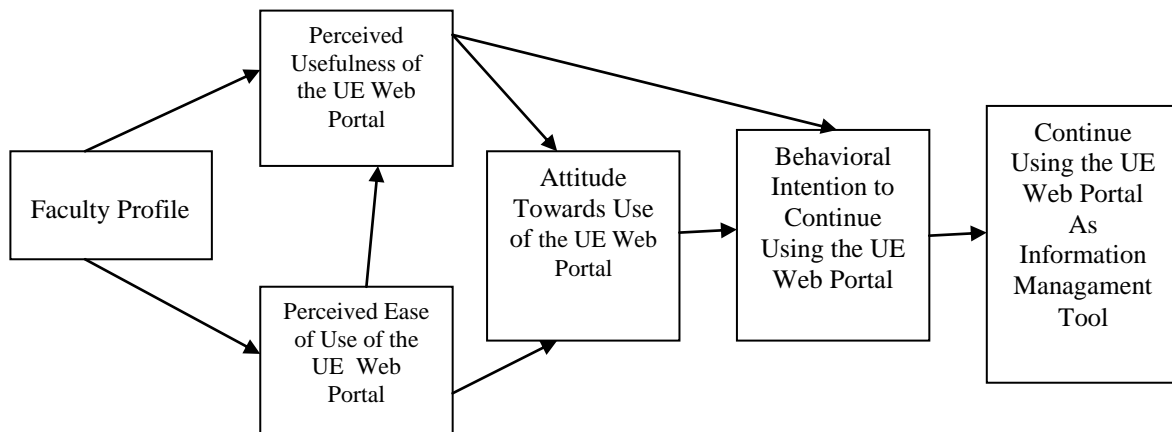 Perceived
Usefulness of
the UE Web
Portal
Faculty Profile
Perceived Ease
of Use of the
UE Web
Portal
Attitude
Towards Use
of the UE Web
Portal
Behavioral
Intention to
Continue
Using the UE
Web Portal
Continue
Using the UE
Web Portal
As
Information
Managament
Tool